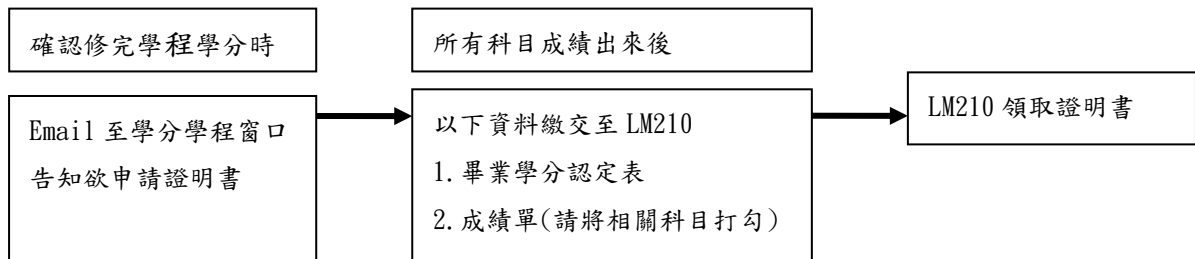 確認修完學程學分時
Email 至學分學程窗口
告知欲申請證明書
所有科目成績出來後
以下資料繳交至 LM210
1. 畢業學分認定表
2. 成績單(請將相關科目打勾)
LM210 領取證明書